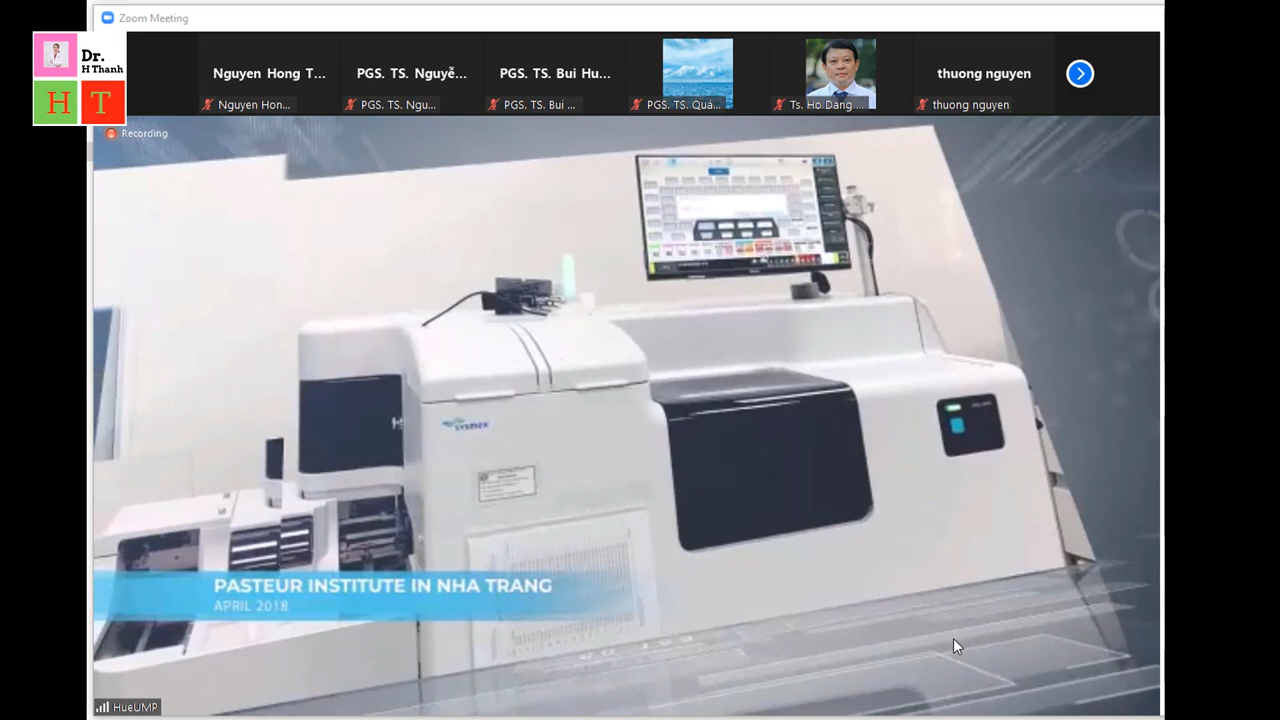 Zoom Meeting
Dr.
H Thanh
H T
Nguyen Hong T...
PGS. TS. Nguyễ...
PGS. TS. Bui Hu...
thuong nguyen
Nguyen Hon...
PGS. TS. Ngu...
PGS. TS. Bui ...
PGS. TS. Quá...
Ts. Ho Dang ...
thuong nguyen
Recording
sysmex
PASTEUR INSTITUTE IN NHA TRANG
APRIL 2018
HueUMP